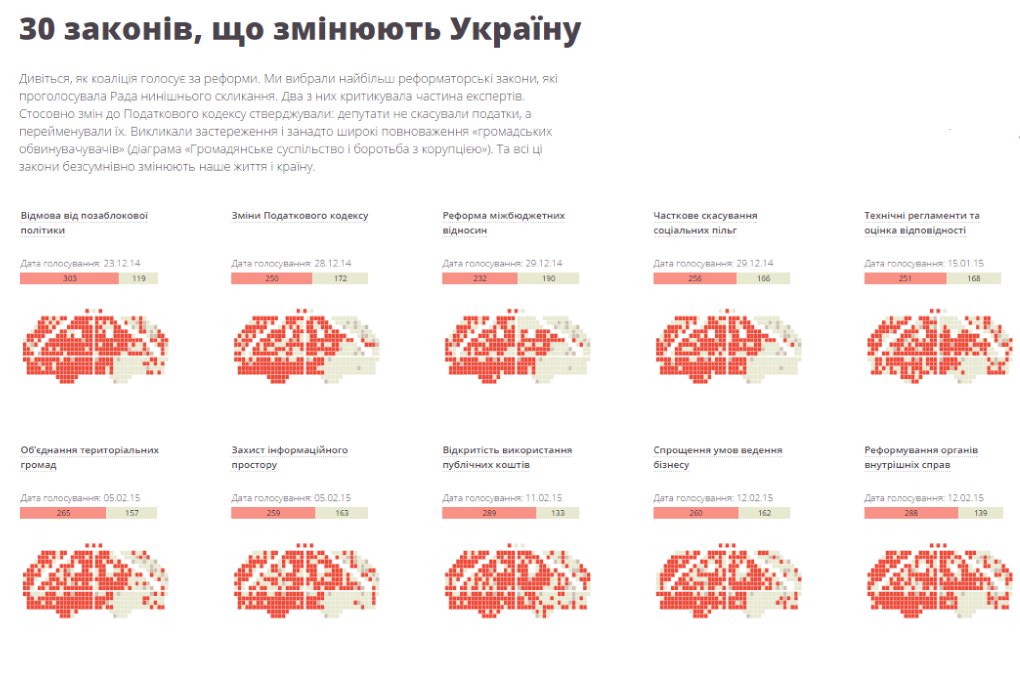 30 законів, що змінюють Україну
Дивіться, як коаліція голосує за реформи. Ми вибрали найбільш реформаторські закони, які
проголосувала Рада нинішнього скликання. Два з них критикувала частина експертів.
Стосовно змін до Податкового кодексу стверджували: депутати не скасували податки, а
перейменували їх. Викликали застереження і занадто широкі повноваження «громадських
обвинувачувачів» (діаграма «Громадянське суспільство і боротьба з корупцією»). Та всі ці
закони безсумнівно змінюють наше життя і країну.
Відмова від позаблокової
політики
Дата голосування: 23.12.14
303 119
Зміни Податкового кодексу
Дата голосування: 28.12.14
250 172
Реформа міжбюджетних
відносин
Дата голосування: 29.12.14
232 190
Часткове скасування
соціальних пільг
Дата голосування: 29.12.14
256 166
Технічні регламенти та
оцінка відповідності
Дата голосування: 15.01.15
251 168
Об'єднання територіальних
громад
Дата голосування: 05.02.15
265 157
Захист інформаційного
простору
Дата голосування: 05.02.15
259 163
Відкритість використання
публічних коштів
Дата голосування: 11.02.15
289 133
Спрощення умов ведення
бізнесу
Дата голосування: 12.02.15
260 162
Реформування органів
внутрішніх справ
Дата голосування: 12.02.15
288 139